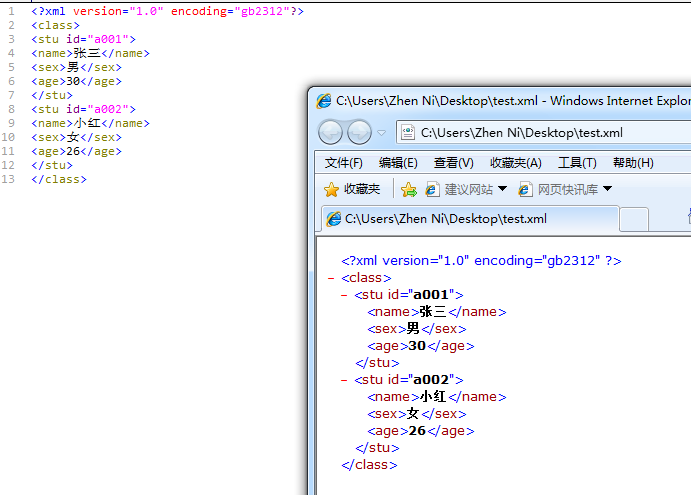 1 <?xml version="1.0" encoding="gb2312"?>
2 <class>
3 <stu id="a001">
4 <name>张三</name>
5 <sex>男</sex>
6 <age>30</age>
7 </stu>
8 <stu id="a002">
9 <name>小红</name>
10 <sex>女</sex>
11 <age>26</age>
12 </stu>
13 </class>
C:\Users\Zhen Ni\Desktop\test.xml - Windows Internet Explor
C:\Users\Zhen Ni\Desktop\test.xml
文件(F) 编辑(E) 查看(V) 收藏夹(A) 工具(T) 帮助(H)
收藏夹 建议网站 网页快讯库
C:\Users\Zhen Ni\Desktop\test.xml
<?xml version="1.0" encoding="gb2312" ?>
- <class>
- <stu id="a001">
<name>张三</name>
<sex>男</sex>
<age>30</age>
</stu>
- <stu id="a002">
<name>小红</name>
<sex>女</sex>
<age>26</age>
</stu>
</class>